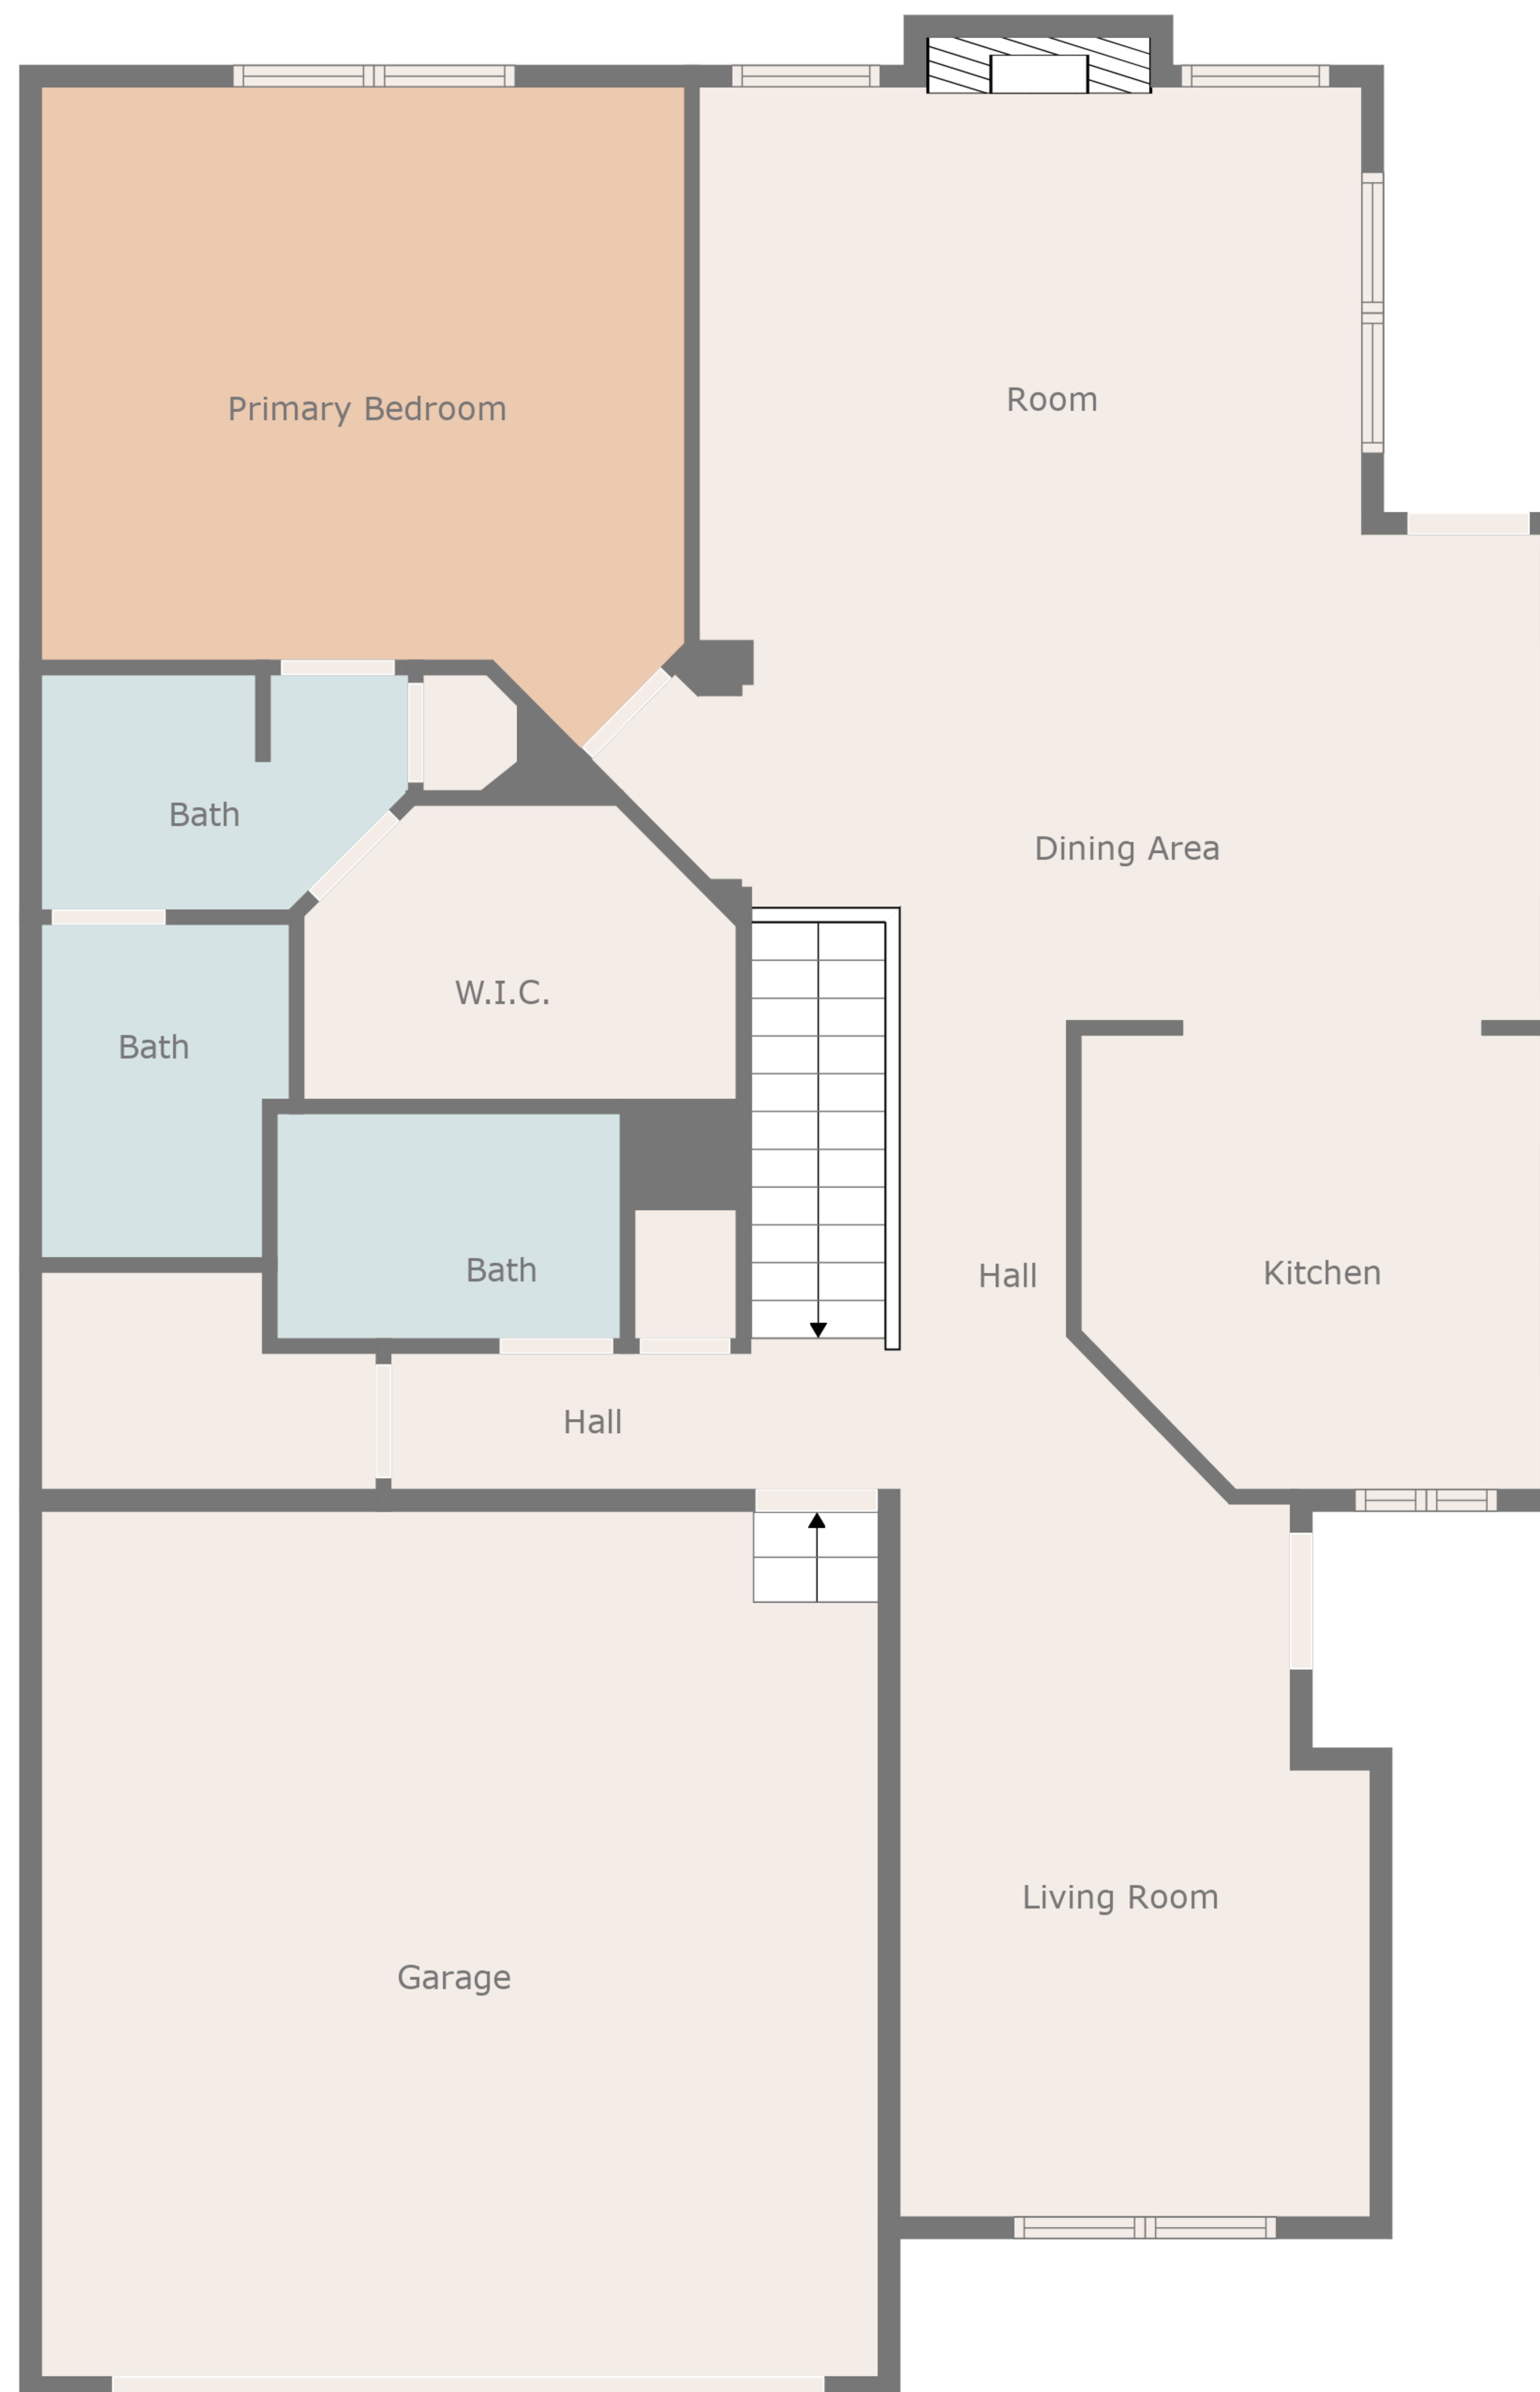 Primary Bedroom
Room
Bath
Dining Area
W.I.C.
Bath
Bath
Hall
Kitchen
Hall
Living Room
Garage